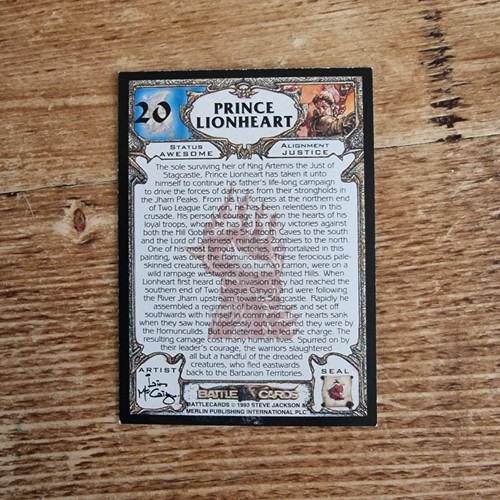 20
PRINCE
LIONHEART
STATUS
AWESOME
ALIGNMENT
JUSTICE
The sole surviving heir of King Artemis the Just of
Stagcastle, Prince Lionheart has taken it unto
himself to continue his father's life-long campaign
to drive the forces of darkness from their strongholds in
the Jham Peaks. From his hill fortress at the northern end
of Two League Canyon, he has been relentless in this
crusade. His personal courage has won the hearts of his
loyal troops, whom he has led to many victories against
both the Hill Goblins of the Skulltooth Caves to the south
and the Lord of Darkness' mindless zombies to the north.
One of his most famous victories, immortalized in this
painting, was over the Homunculids. These ferocious pale-
skinned creatures, feeders on human carrion, were on a
wild rampage westwards along the Painted Hills. When
Lionheart first heard of the invasion they had reached the
southern end of Two League Canyon and were following
the River Jham upstream towards Stagcastle. Rapidly he
assembled a regiment of brave warriors and set off
southwards with himself in command. Their hearts sank
when they saw how hopelessly outnumbered they were by
the Homunculids. But undeterred, he led the charge. The
resulting carnage cost many human lives. Spurred on by
their leader's courage, the warriors slaughtered
all but a handful of the dreaded
creatures, who fled eastwards
back to the Barbarian Territories.
ARTIST
SEAL
BATTLE CARDS
BATTLECARDS © 1993 STEVE JACKSON &
MERLIN PUBLISHING INTERNATIONAL PLC